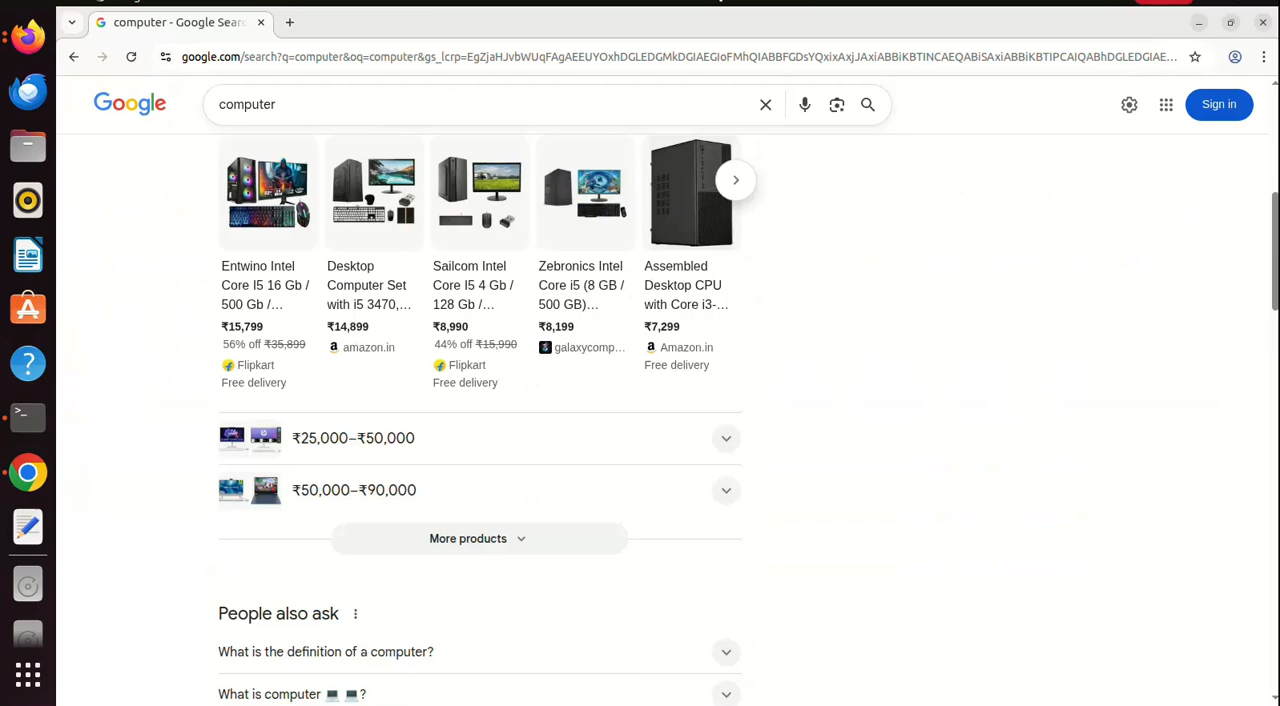 computer - Google Sear
google.com/search?q=computer&oq=computer&gs_lcrp=EgZjaHJvbWUqFAgAEEUYOxhDGLEDGMkDGIAEGIoFMhQIABBFGDsYQxixAxjJAxiABBiKBTINCAEQABiSAxiABBiKBTIPCAIQABhDGLEDGIAE...
Google
computer
Sign in
Entwino Intel
Core I5 16 Gb /
500 Gb /...
₹15,799
56% off ₹35,899
Flipkart
Free delivery
Desktop
Computer Set
with i5 3470,...
₹14,899
amazon.in
Sailcom Intel
Core I5 4 Gb /
128 Gb /...
₹8,990
44% off ₹15,990
Flipkart
Free delivery
Zebronics Intel
Core i5 (8 GB /
500 GB)...
₹8,199
galaxycomp...
Assembled
Desktop CPU
with Core i3-...
₹7,299
Amazon.in
Free delivery
₹25,000–₹50,000
₹50,000–₹90,000
More products
People also ask
What is the definition of a computer?
What is computer 💻 💻?